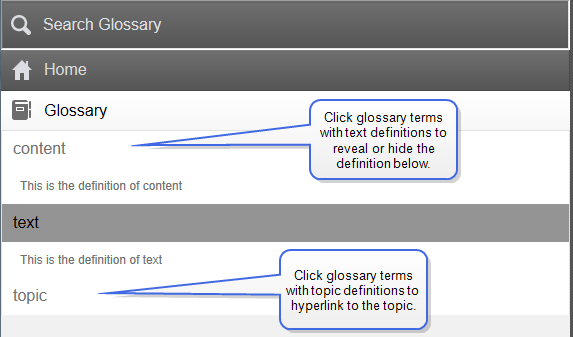 Search Glossary
Home
Glossary
Click glossary terms
with text definitions to
reveal or hide the
definition below.
content
This is the definition of content
text
This is the definition of text
Click glossary terms
with topic definitions to
hyperlink to the topic.
topic